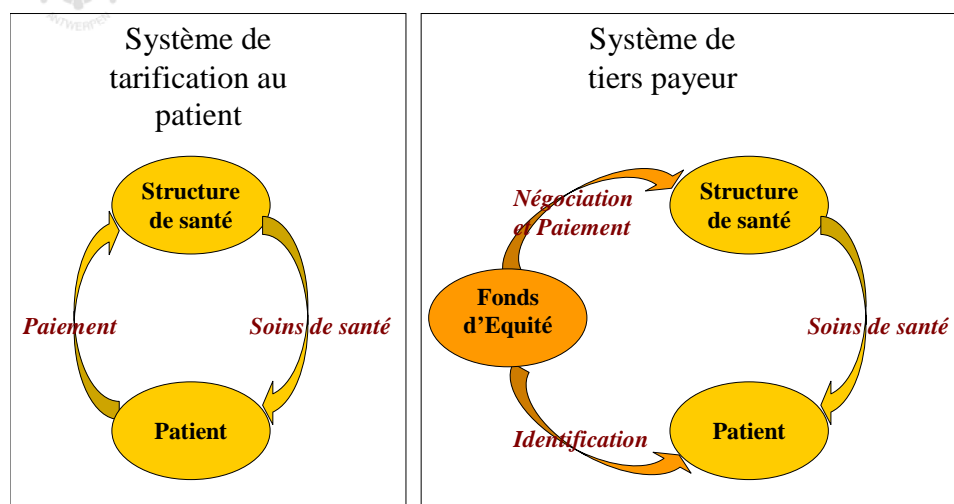 ANTWERPEN
Système de
tarification au
patient
Structure
de santé
Paiement
Soins de santé
Patient
Système de
tiers payeur
Négociation
et Paiement
Structure
de santé
Fonds
d'Equité
Soins de santé
Identification
Patient